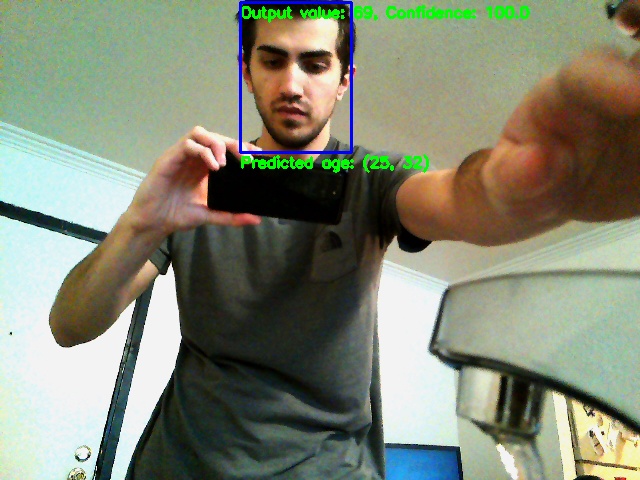 Output value: 69, Confidence: 100.0
Predicted age: (25, 32)